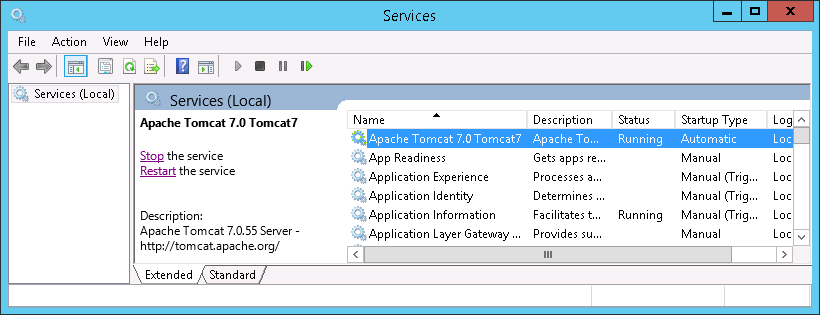 Services
File Action View Help
Services (Local)
Services (Local)
Apache Tomcat 7.0 Tomcat7
Stop the service
Restart the service
Description:
Apache Tomcat 7.0.55 Server -
http://tomcat.apache.org/
Name Description Status Startup Type Log
Apache Tomcat 7.0 Tomcat7 Apache To... Running Automatic Loc
App Readiness Gets apps re... Manual Loc
Application Experience Processes a... Manual (Trig... Loc
Application Identity Determines ... Manual (Trig... Loc
Application Information Facilitates t... Running Manual (Trig... Loc
Application Layer Gateway ... Provides su... Manual Loc
Extended Standard